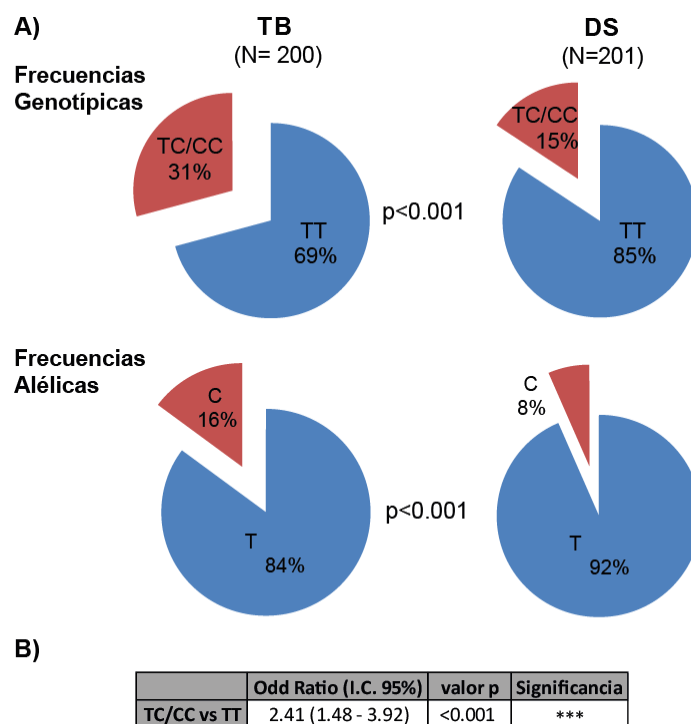 A)
TB
(N= 200)
DS
(N=201)
Frecuencias
Genotípicas
TC/CC
31%
TT
69%
p<0.001
TC/CC
15%
TT
85%
Frecuencias
Alélicas
C
16%
T
84%
p<0.001
C
8%
T
92%
B)
Odd Ratio (I.C. 95%) valor p Significancia
TC/CC vs TT 2.41 (1.48 - 3.92) <0.001 ***